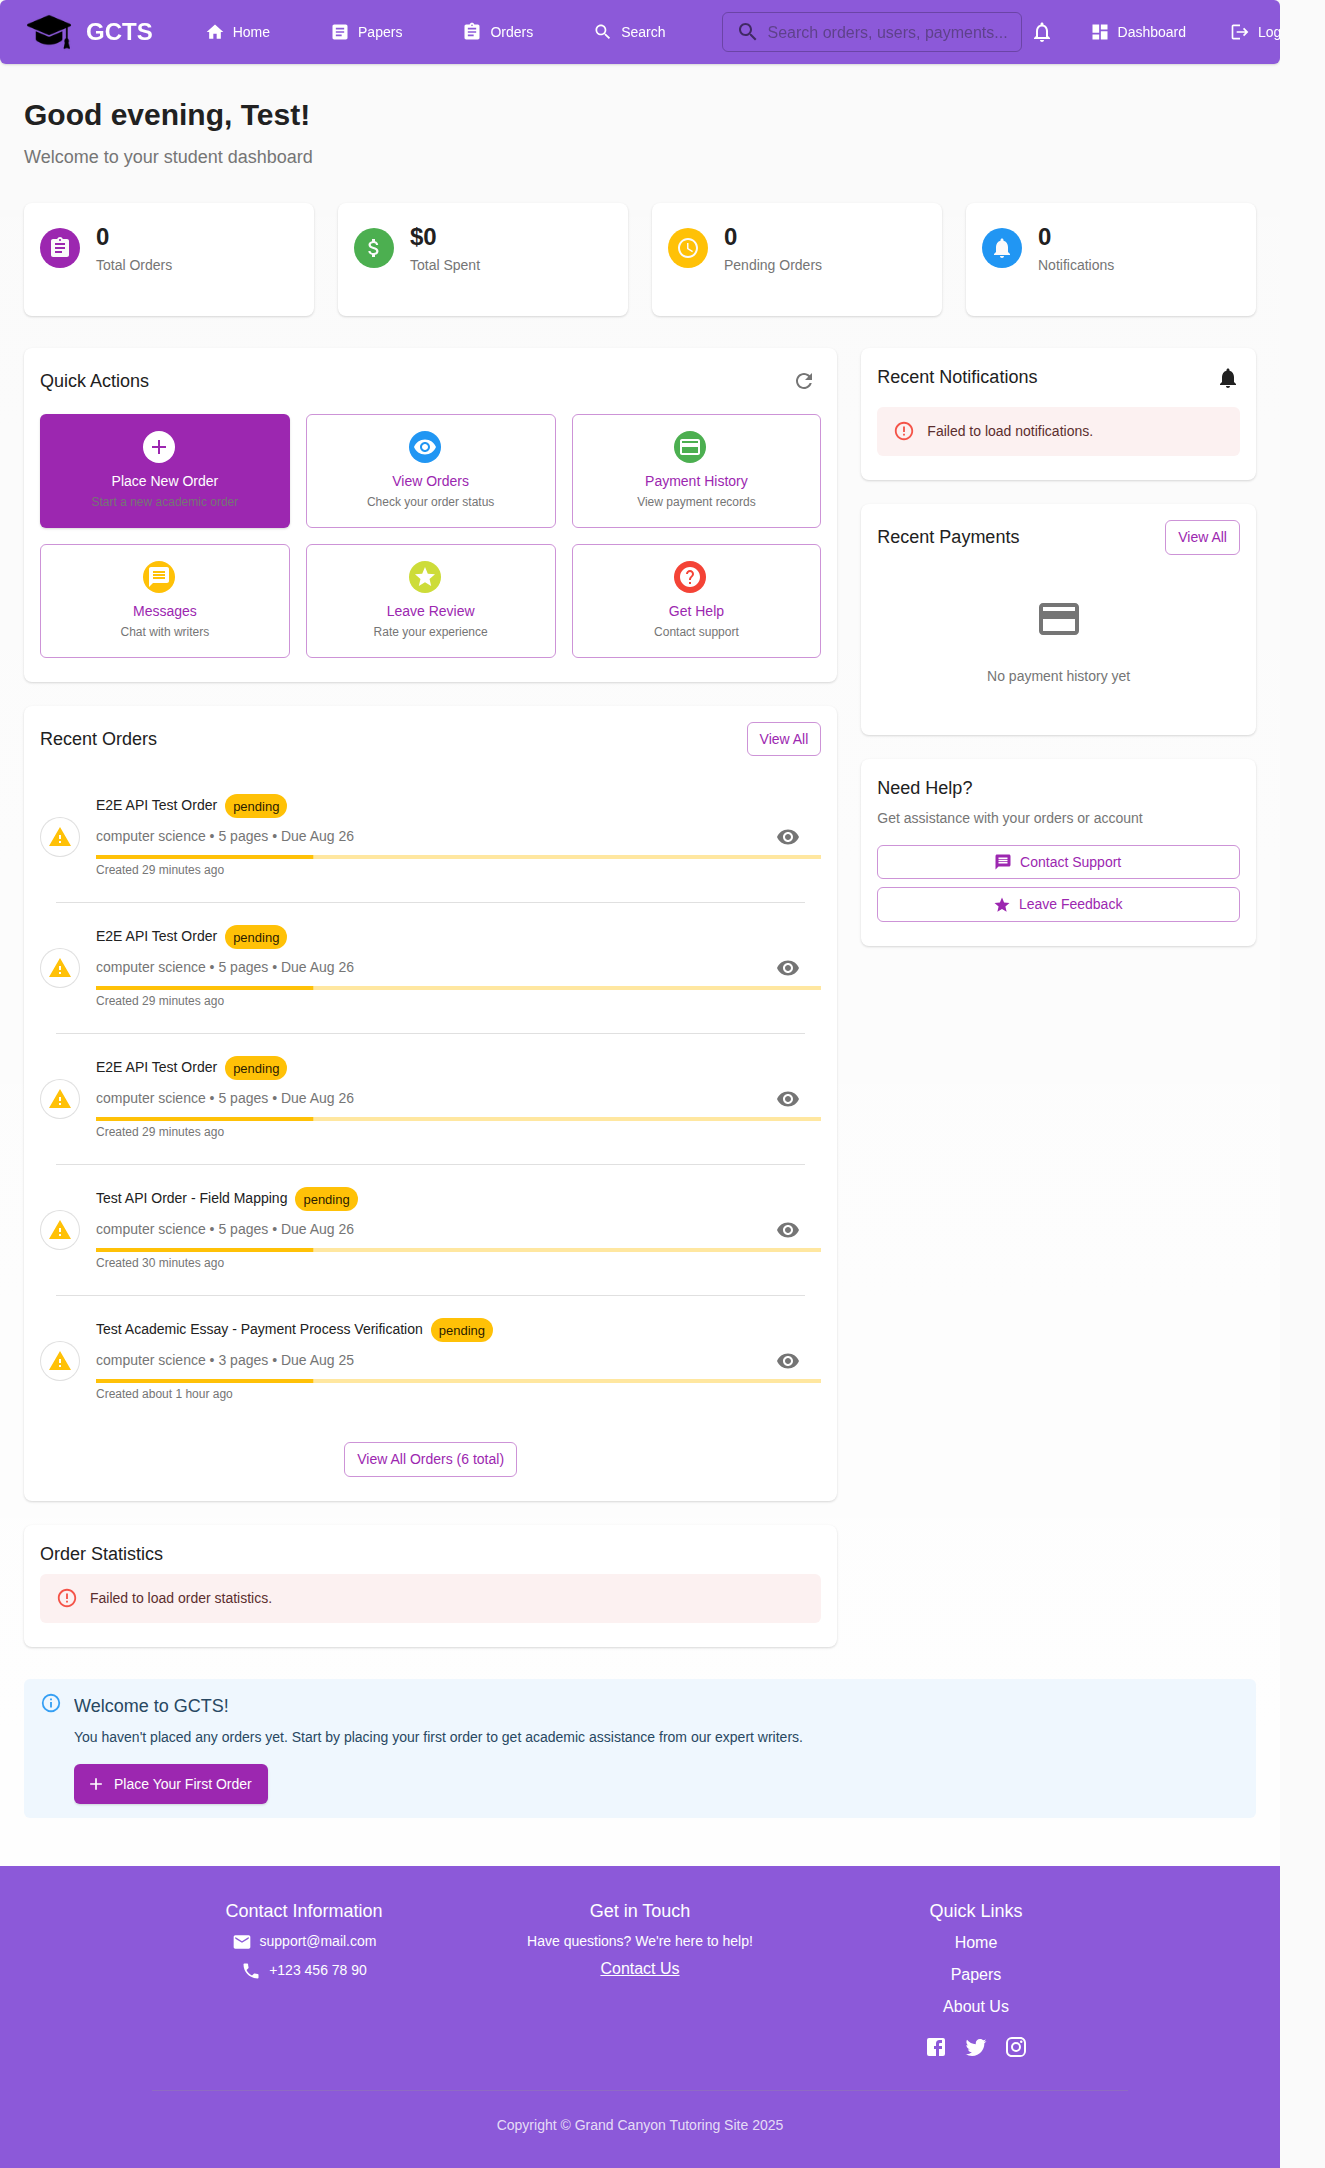 GCTS
Home
Papers
Orders
Search
Search orders, users, payments...
Dashboard
Log
Good evening, Test!
Welcome to your student dashboard
0
Total Orders
$0
Total Spent
0
Pending Orders
0
Notifications
Quick Actions
Place New Order
Start a new academic order
View Orders
Check your order status
Payment History
View payment records
Messages
Chat with writers
Leave Review
Rate your experience
Get Help
Contact support
Recent Notifications
Failed to load notifications.
Recent Payments
View All
No payment history yet
Need Help?
Get assistance with your orders or account
Contact Support
Leave Feedback
Recent Orders
View All
E2E API Test Order pending
computer science • 5 pages • Due Aug 26
Created 29 minutes ago
E2E API Test Order pending
computer science • 5 pages • Due Aug 26
Created 29 minutes ago
E2E API Test Order pending
computer science • 5 pages • Due Aug 26
Created 29 minutes ago
Test API Order - Field Mapping pending
computer science • 5 pages • Due Aug 26
Created 30 minutes ago
Test Academic Essay - Payment Process Verification pending
computer science • 3 pages • Due Aug 25
Created about 1 hour ago
View All Orders (6 total)
Order Statistics
Failed to load order statistics.
Welcome to GCTS!
You haven't placed any orders yet. Start by placing your first order to get academic assistance from our expert writers.
Place Your First Order
Contact Information
support@mail.com
+123 456 78 90
Get in Touch
Have questions? We're here to help!
Contact Us
Quick Links
Home
Papers
About Us
Copyright © Grand Canyon Tutoring Site 2025